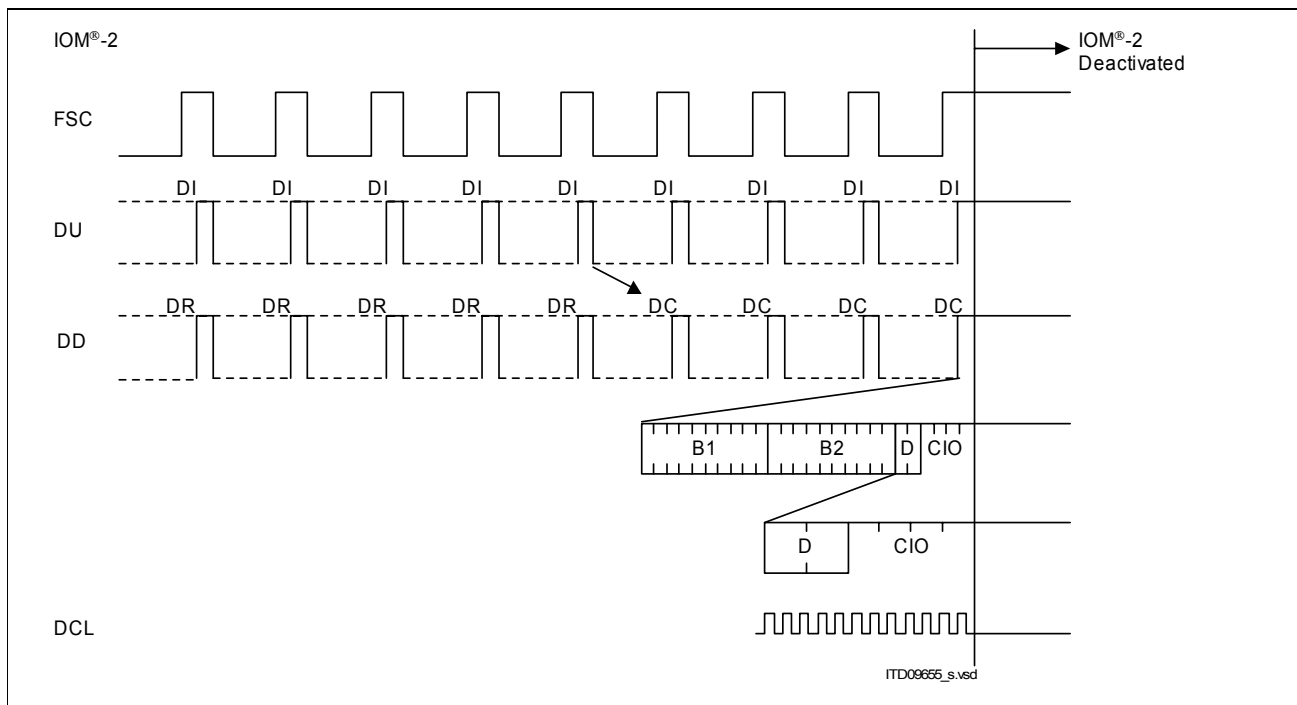 IOM®-2
IOM®-2
Deactivated
FSC
DI DI DI DI DI DI DI DI DI
DU
DR DR DR DR DR DC DC DC DC
DD
B1 B2 D CIO
D CIO
DCL
ITD09655_s.vsd